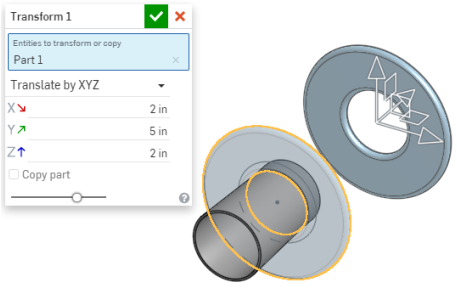 Transform 1
Entities to transform or copy
Part 1
Translate by XYZ
X 2 in
Y 5 in
Z 2 in
Copy part